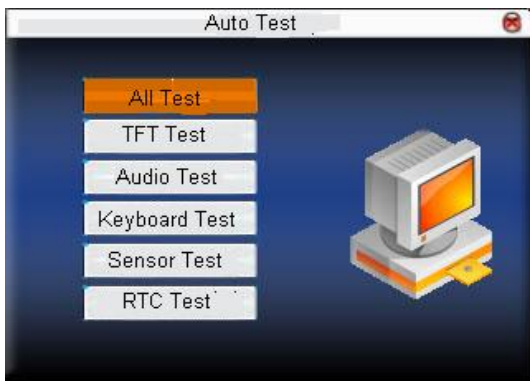 Auto Test
All Test
TFT Test
Audio Test
Keyboard Test
Sensor Test
RTC Test